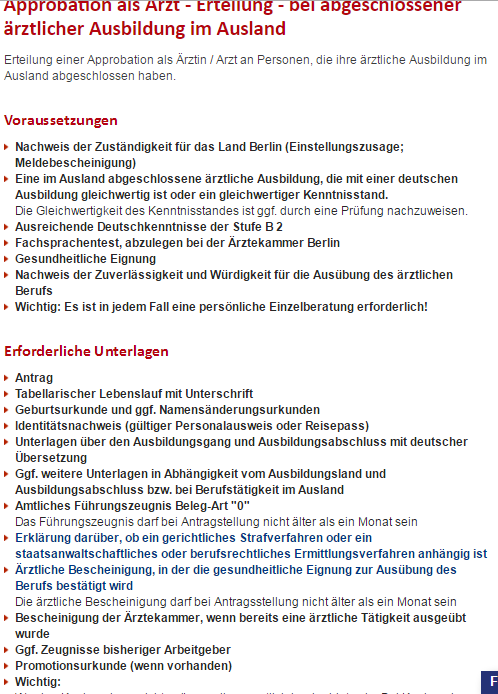 Approbation als Arzt - Erteilung - bei abgeschlossener
ärztlicher Ausbildung im Ausland
Erteilung einer Approbation als Ärztin / Arzt an Personen, die ihre ärztliche Ausbildung im
Ausland abgeschlossen haben.
Voraussetzungen
Nachweis der Zuständigkeit für das Land Berlin (Einstellungszusage;
Meldebescheinigung)
Eine im Ausland abgeschlossene ärztliche Ausbildung, die mit einer deutschen
Ausbildung gleichwertig ist oder ein gleichwertiger Kenntnisstand.
Die Gleichwertigkeit des Kenntnisstandes ist ggf. durch eine Prüfung nachzuweisen.
Ausreichende Deutschkenntnisse der Stufe B 2
Fachsprachentest, abzulegen bei der Ärztekammer Berlin
Gesundheitliche Eignung
Nachweis der Zuverlässigkeit und Würdigkeit für die Ausübung des ärztlichen
Berufs
Wichtig: Es ist in jedem Fall eine persönliche Einzelberatung erforderlich!
Erforderliche Unterlagen
Antrag
Tabellarischer Lebenslauf mit Unterschrift
Geburtsurkunde und ggf. Namensänderungsurkunden
Identitätsnachweis (gültiger Personalausweis oder Reisepass)
Unterlagen über den Ausbildungsgang und Ausbildungsabschluss mit deutscher
Übersetzung
Ggf. weitere Unterlagen in Abhängigkeit vom Ausbildungsland und
Ausbildungsabschluss bzw. bei Berufstätigkeit im Ausland
Amtliches Führungszeugnis Beleg-Art "0"
Das Führungszeugnis darf bei Antragstellung nicht älter als ein Monat sein
Erklärung darüber, ob ein gerichtliches Strafverfahren oder ein
staatsanwaltschaftliches oder berufsrechtliches Ermittlungsverfahren anhängig ist
Ärztliche Bescheinigung, in der die gesundheitliche Eignung zur Ausübung des
Berufs bestätigt wird
Die ärztliche Bescheinigung darf bei Antragsstellung nicht älter als ein Monat sein
Bescheinigung der Ärztekammer, wenn bereits eine ärztliche Tätigkeit ausgeübt
wurde
Ggf. Zeugnisse bisheriger Arbeitgeber
Promotionsurkunde (wenn vorhanden)
Wichtig:
F